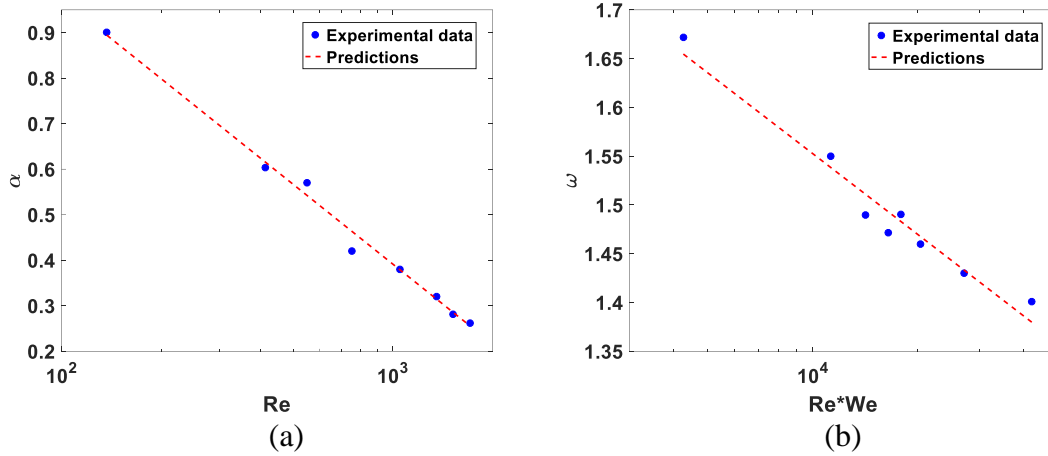 0.9
0.8
0.7
0.6
0.5
0.4
0.3
0.2
α
10^2
10^3
Re
Experimental data
Predictions
(a)
1.7
1.65
1.6
1.55
1.5
1.45
1.4
1.35
ω
10^4
Re*We
Experimental data
Predictions
(b)